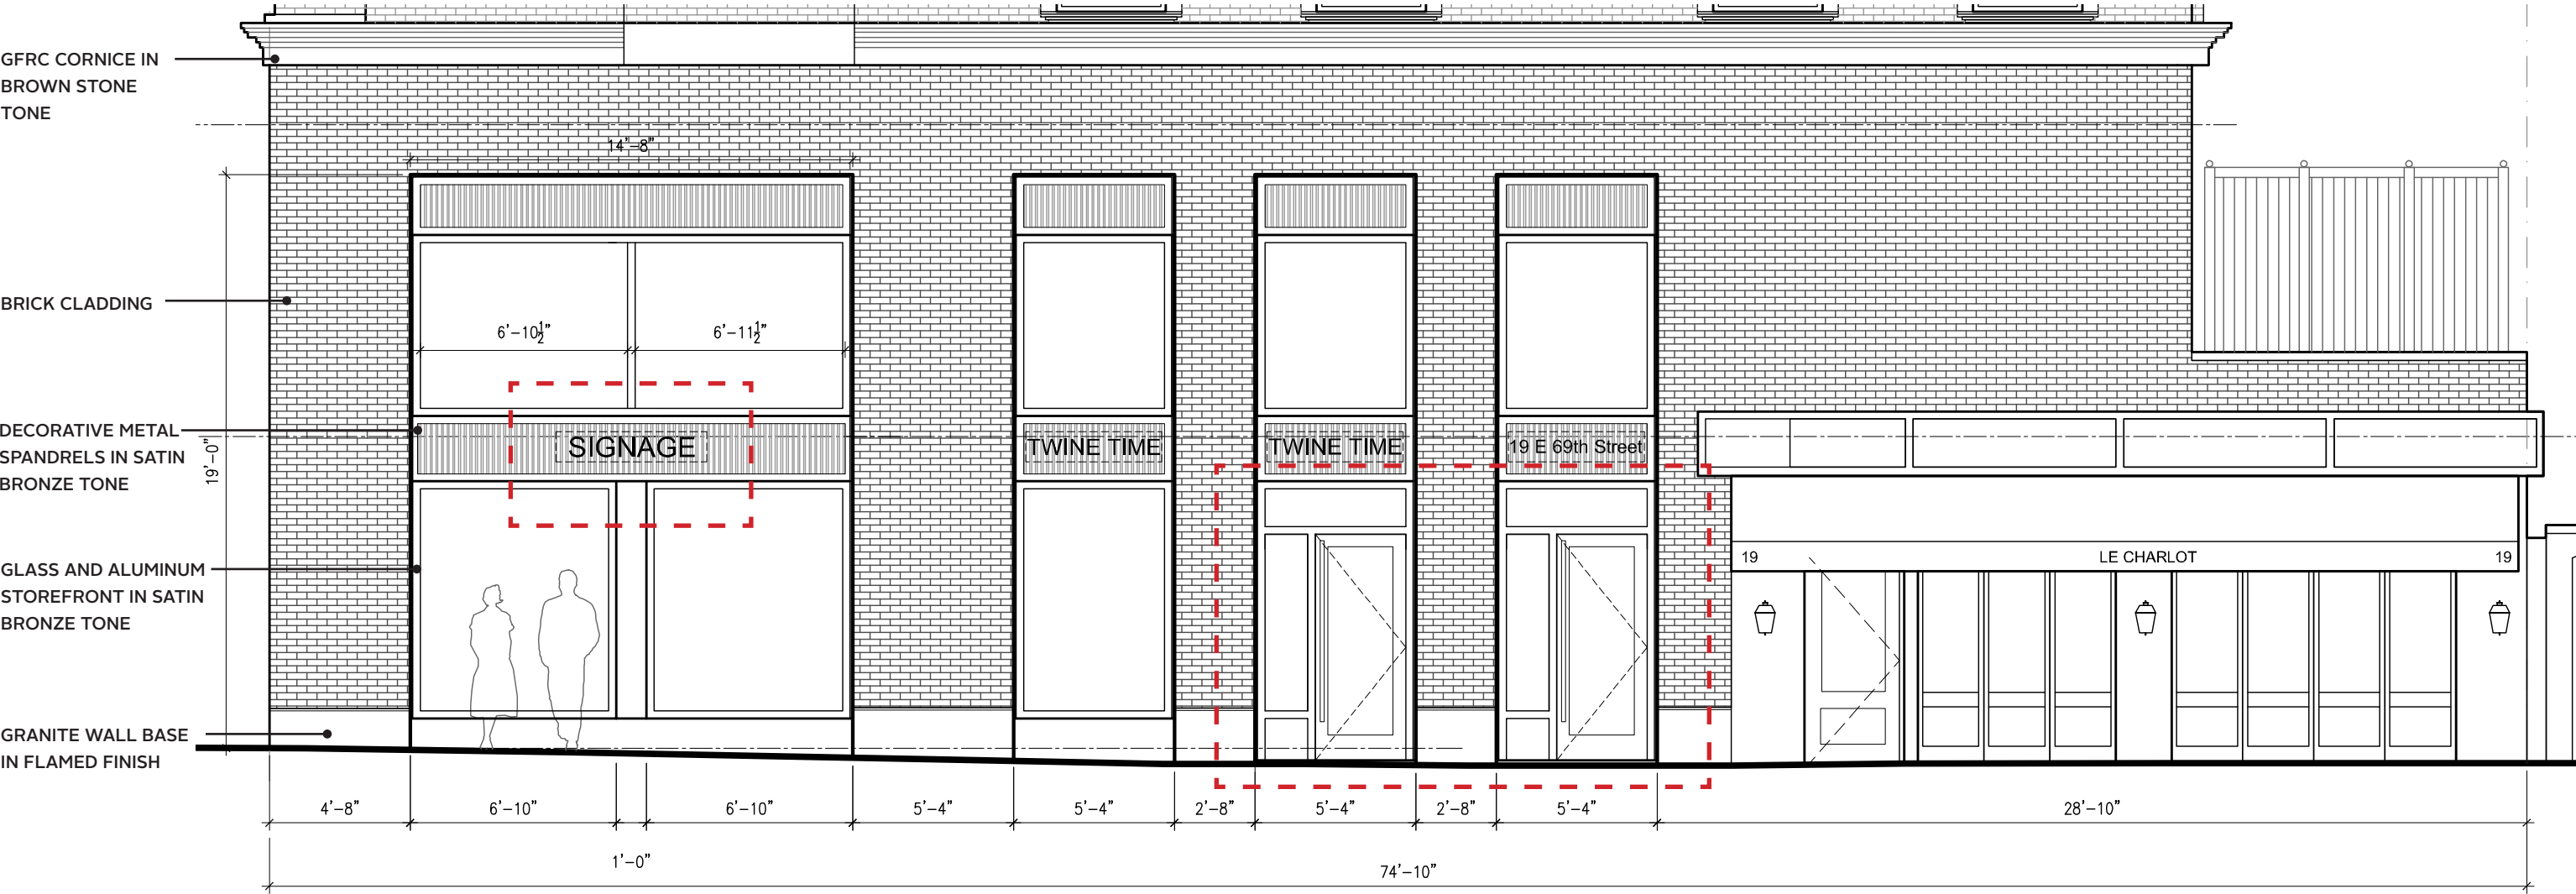 GFRC CORNICE IN
BROWN STONE
TONE
14'-8"
BRICK CLADDING
6'-10½"
6'-11½"
DECORATIVE METAL
SPANDRELS IN SATIN
BRONZE TONE
19'-0"
SIGNAGE
TWINE TIME
TWINE TIME
19 E 69th Street
GLASS AND ALUMINUM
STOREFRONT IN SATIN
BRONZE TONE
19
LE CHARLOT
19
GRANITE WALL BASE
IN FLAMED FINISH
4'-8"
6'-10"
6'-10"
5'-4"
5'-4"
2'-8"
5'-4"
2'-8"
5'-4"
28'-10"
1'-0"
74'-10"